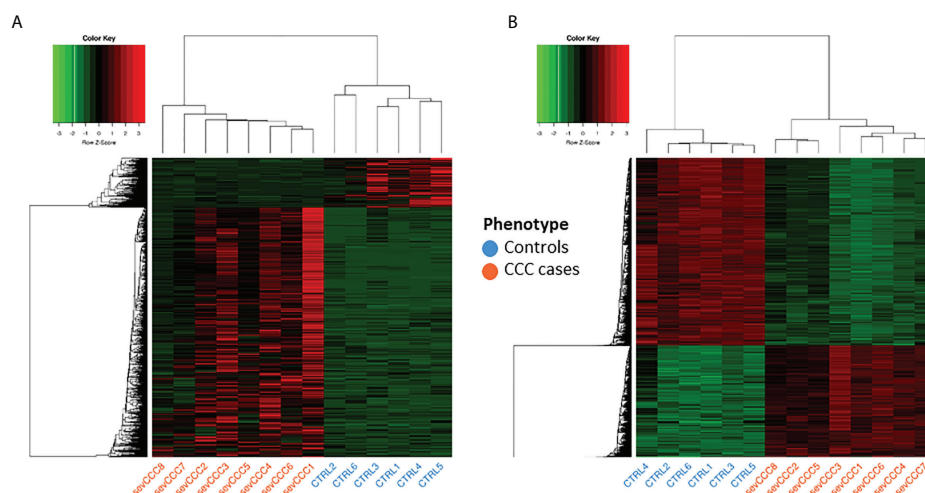 A
B
Color Key
-3 -2 -1 0 1 2 3
Row Z-Score
Color Key
-3 -2 -1 0 1 2 3
Row Z-Score
Phenotype
Controls
CCC cases
sevCCC8
sevCCC7
sevCCC2
sevCCC3
sevCCC5
sevCCC4
sevCCC6
sevCCC1
CTRL2
CTRL6
CTRL3
CTRL1
CTRL4
CTRL5
CTRL4
CTRL2
CTRL6
CTRL1
CTRL3
CTRL5
sevCCC8
sevCCC2
sevCCC5
sevCCC3
sevCCC1
sevCCC6
sevCCC4
sevCCC7